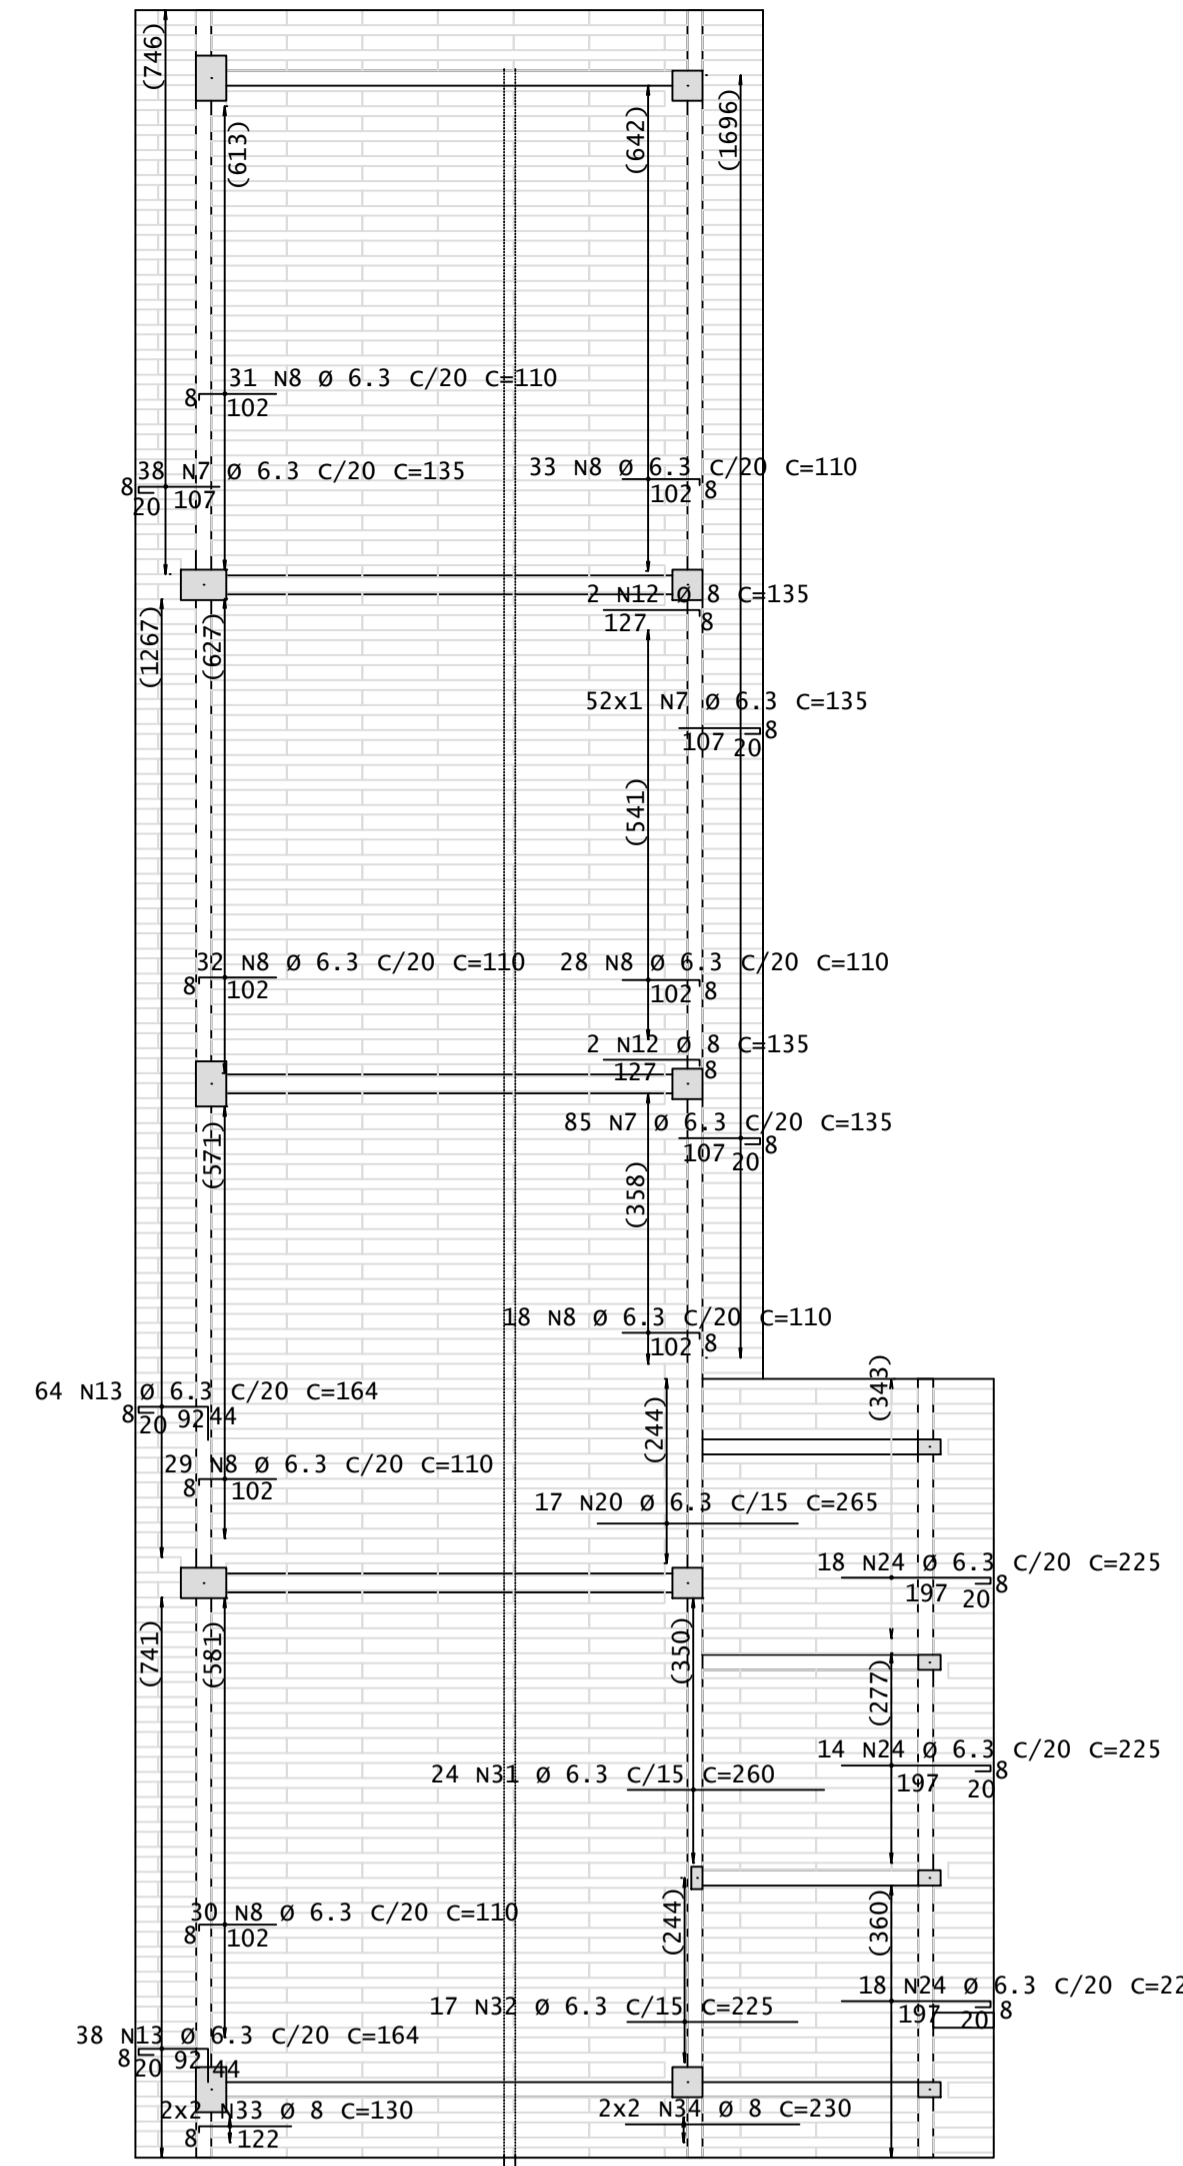 (746)
(613)
(642)
(1696)
31 N8 Ø 6.3 C/20 C=110
8
102
38 N7 Ø 6.3 C/20 C=135
8
20
107
33 N8 Ø 6.3 C/20 C=110
102
8
2 N12 Ø 8 C=135
127
8
(1267)
(627)
52x1 N7 Ø 6.3 C=135
107
20
8
(541)
32 N8 Ø 6.3 C/20 C=110
8
102
28 N8 Ø 6.3 C/20 C=110
102
8
2 N12 Ø 8 C=135
127
8
85 N7 Ø 6.3 C/20 C=135
107
20
8
(571)
(358)
18 N8 Ø 6.3 C/20 C=110
102
8
64 N13 Ø 6.3 C/20 C=164
8
20
92
44
(343)
(244)
29 N8 Ø 6.3 C/20 C=110
8
102
17 N20 Ø 6.3 C/15 C=265
18 N24 Ø 6.3 C/20 C=225
197
20
8
(741)
(581)
(350)
(277)
24 N31 Ø 6.3 C/15 C=260
14 N24 Ø 6.3 C/20 C=225
197
20
8
30 N8 Ø 6.3 C/20 C=110
8
102
(244)
(360)
18 N24 Ø 6.3 C/20 C=22
197
20
8
17 N32 Ø 6.3 C/15 C=225
38 N13 Ø 6.3 C/20 C=164
8
20
92
44
2x2 N33 Ø 8 C=130
8
122
2x2 N34 Ø 8 C=230